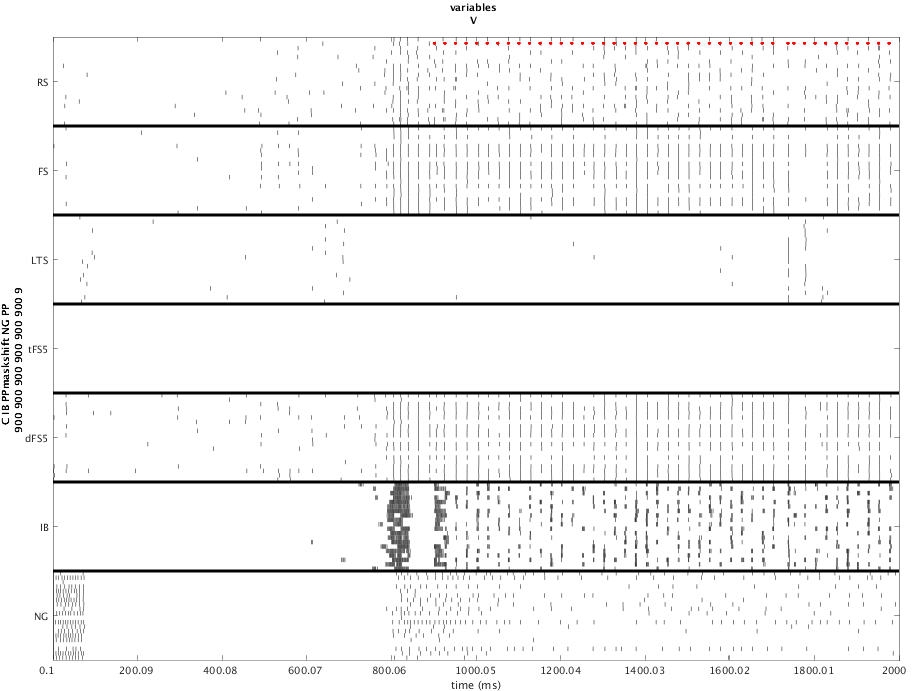 variables
V
RS
FS
LTS
tFS5
dFS5
IB
NG
C IB PPmaskshift NG PP
900 900 900 900 900 900 9
0.1 200.09 400.08 600.07 800.06 1000.05 1200.04 1400.03 1600.02 1800.01 2000
time (ms)